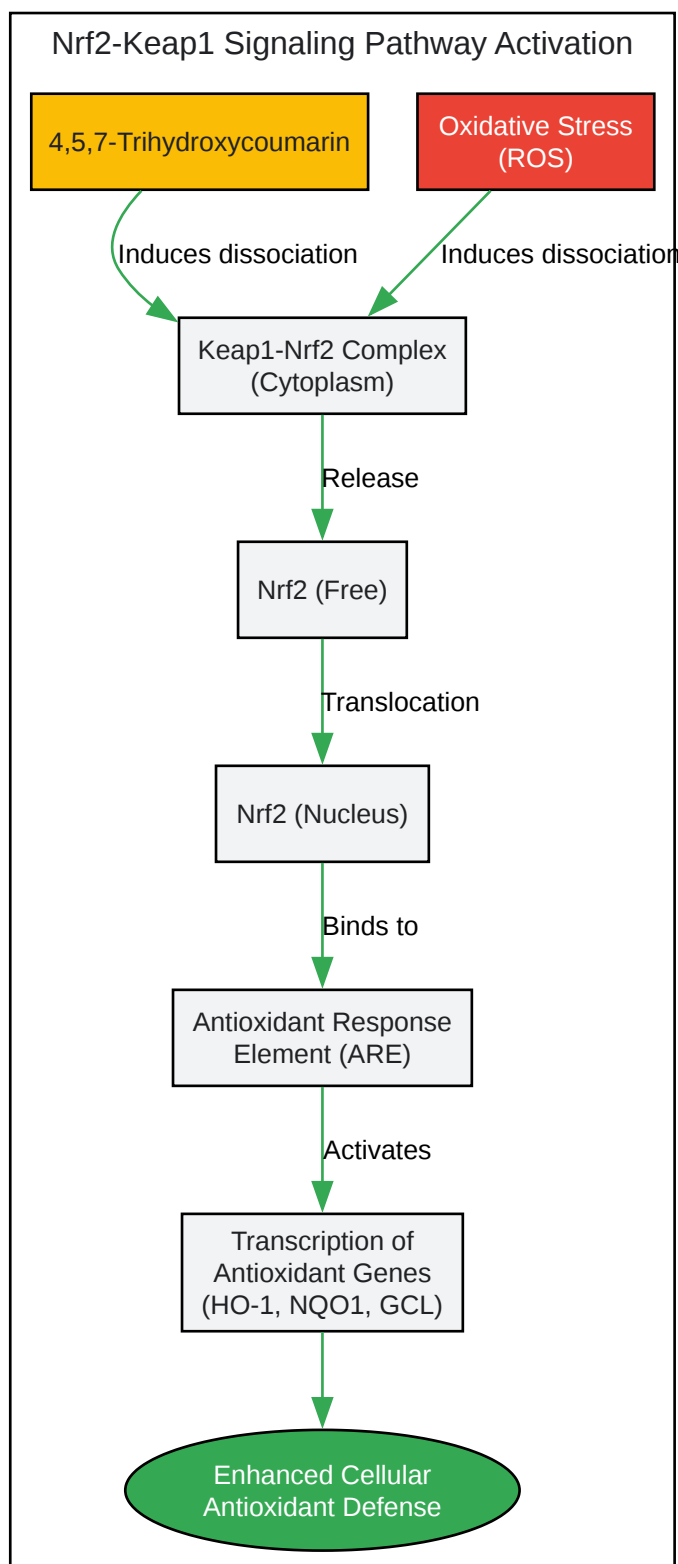 Nrf2-Keap1 Signaling Pathway Activation
4,5,7-Trihydroxycoumarin
Oxidative Stress
(ROS)
Induces dissociation
Induces dissociation
Keap1-Nrf2 Complex
(Cytoplasm)
Release
Nrf2 (Free)
Translocation
Nrf2 (Nucleus)
Binds to
Antioxidant Response
Element (ARE)
Activates
Transcription of
Antioxidant Genes
(HO-1, NQO1, GCL)
Enhanced Cellular
Antioxidant Defense